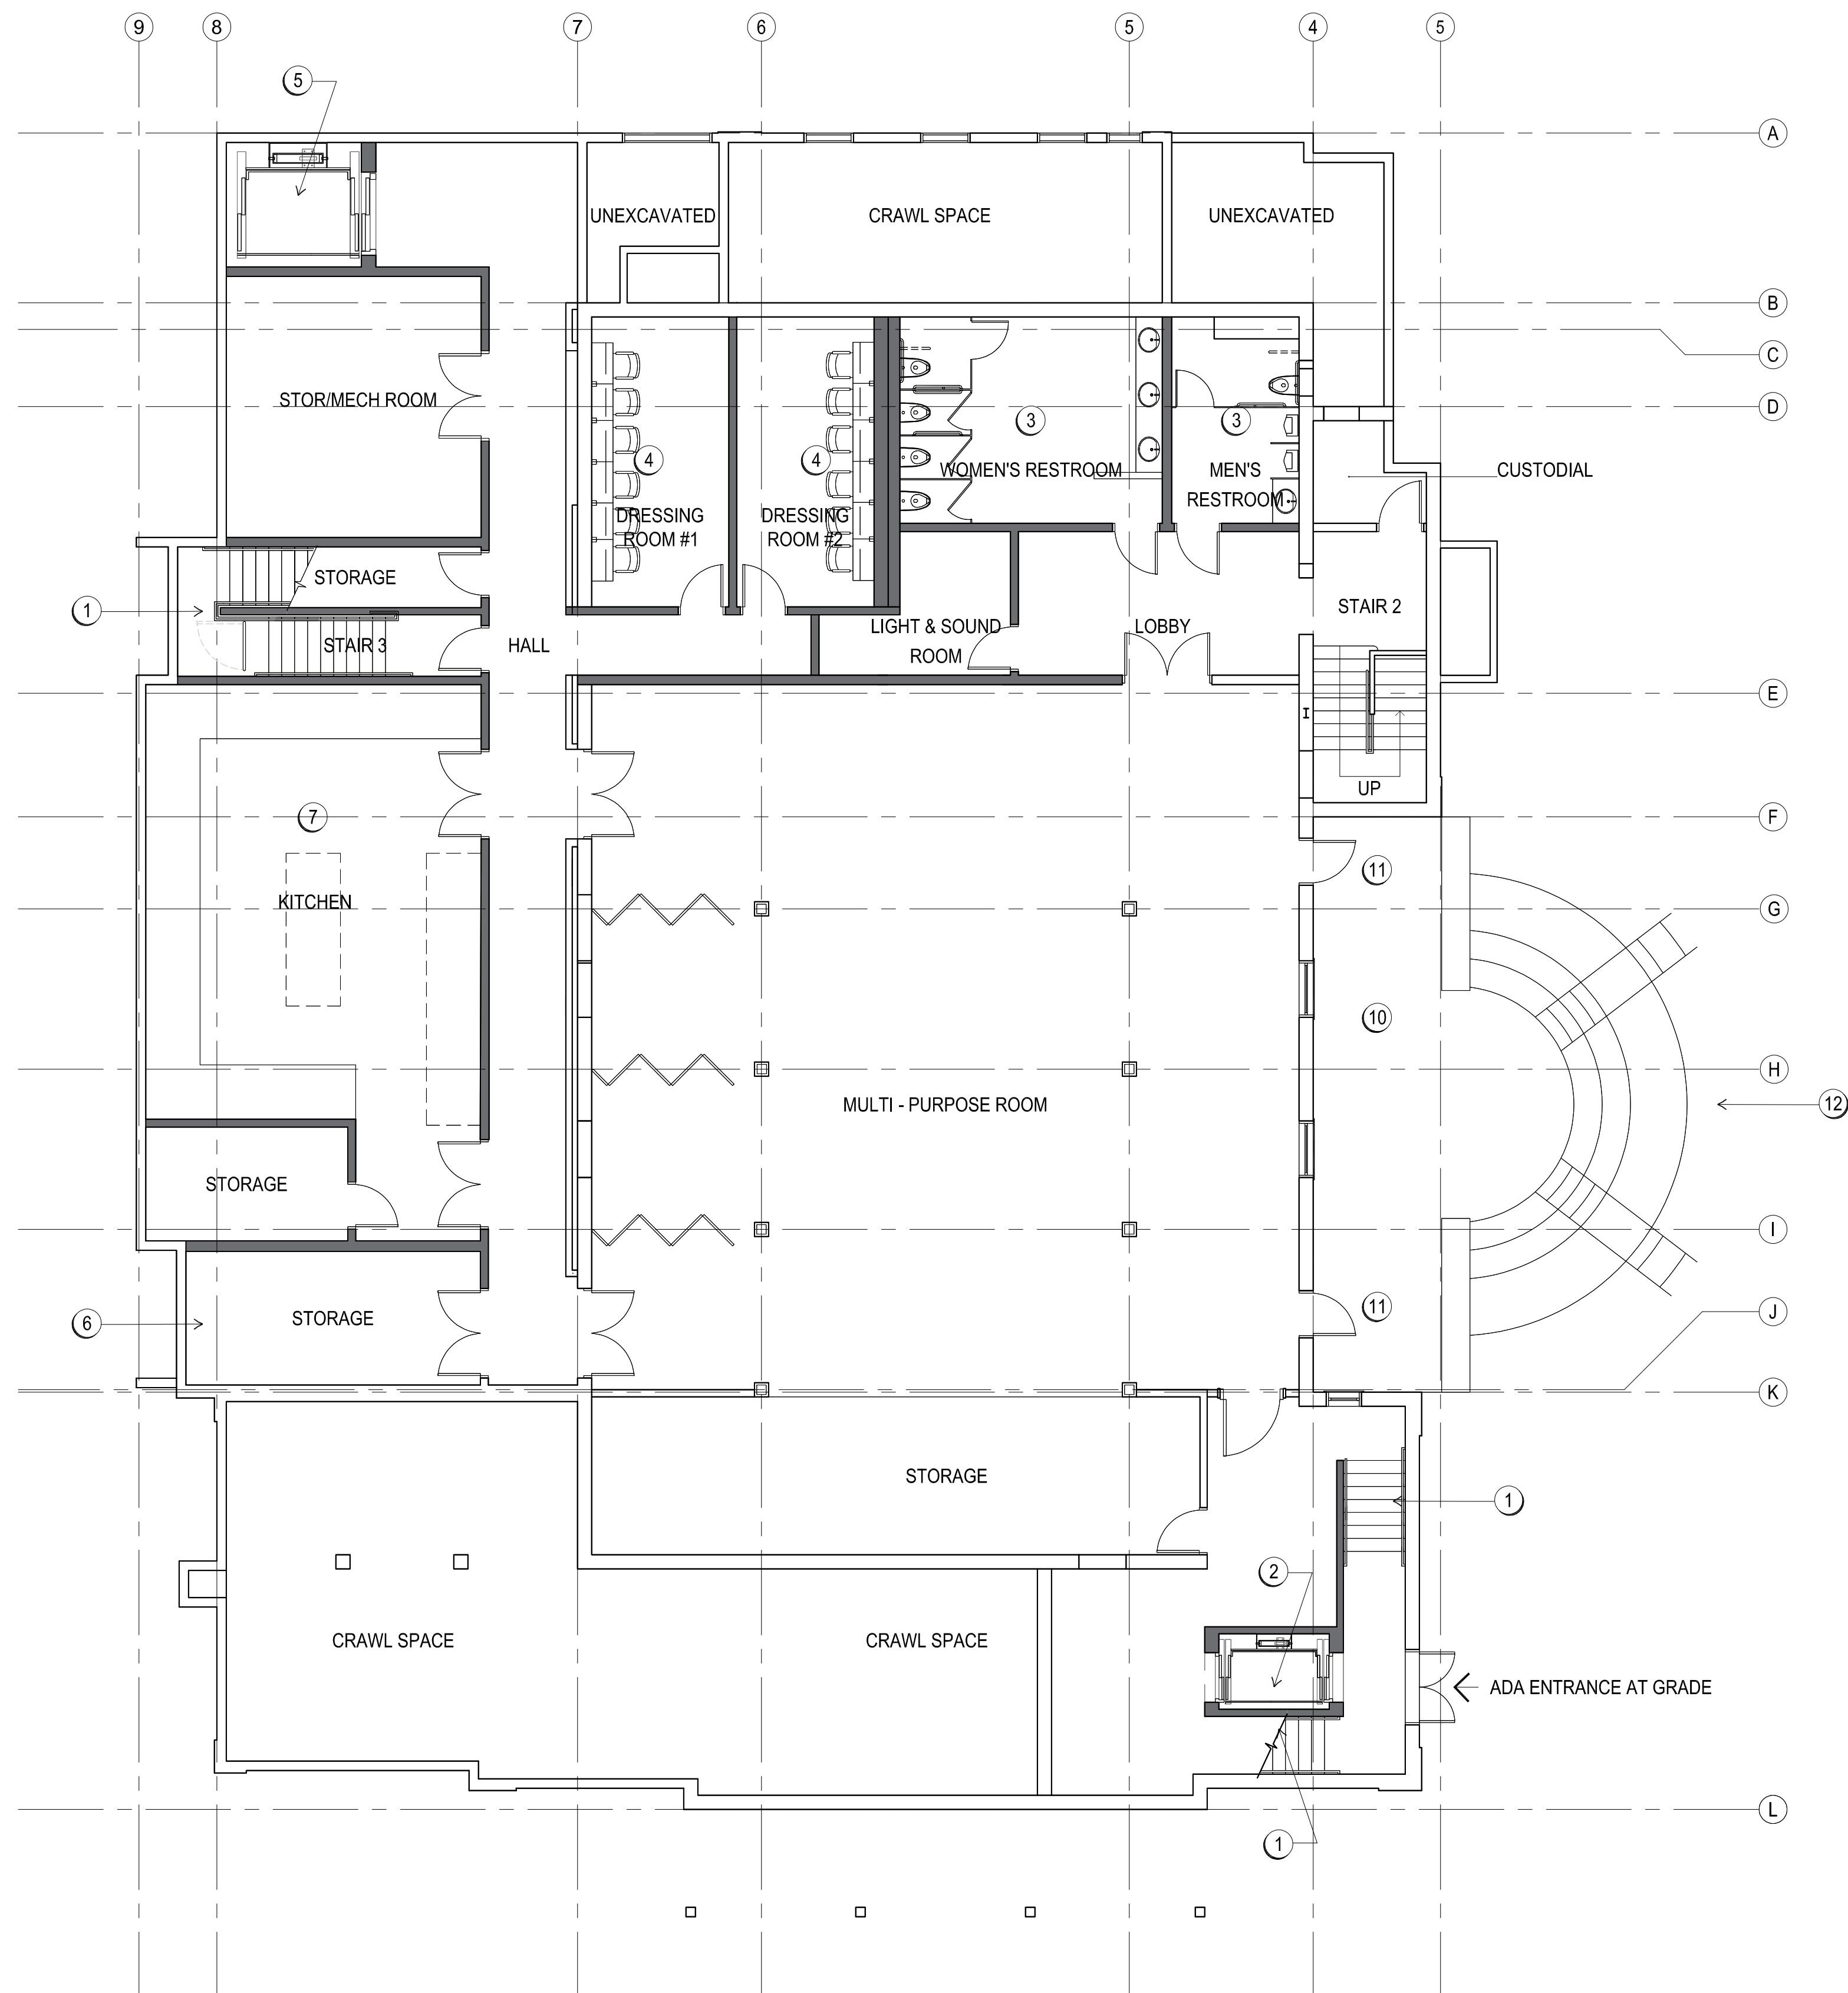 9 8 7 6 5 4 5
5
A
UNEXCAVATED CRAWL SPACE UNEXCAVATED
B
C
STOR/MECH ROOM
D
3 3
4 4
WOMEN'S RESTROOM MEN'S CUSTODIAL
RESTROOM
DRESSING DRESSING
ROOM #1 ROOM #2
STORAGE
1 STAIR 2
LIGHT & SOUND LOBBY
STAIR 3 HALL
ROOM
E
I
UP
7 F
11
KITCHEN G
10
H
MULTI - PURPOSE ROOM 12
STORAGE
I
11
STORAGE J
6
K
STORAGE
1
2
CRAWL SPACE CRAWL SPACE
ADA ENTRANCE AT GRADE
L
1